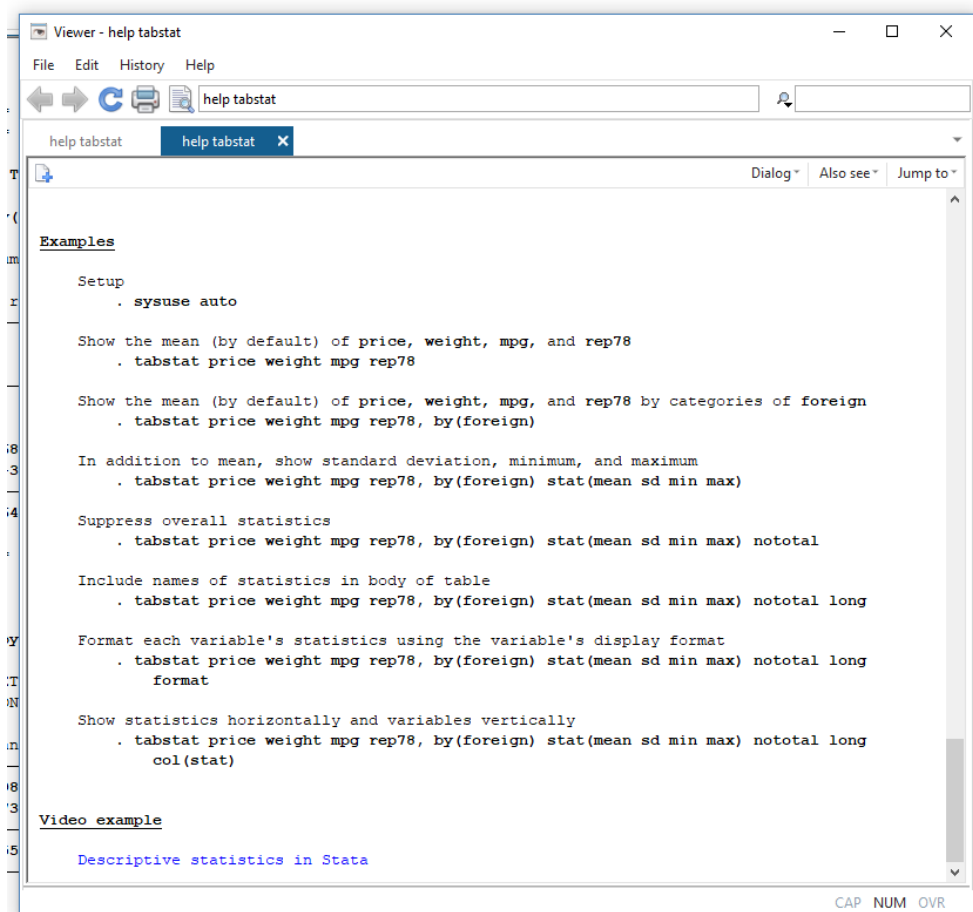 Viewer - help tabstat
File Edit History Help
help tabstat
help tabstat help tabstat
Dialog Also see Jump to
Examples
Setup
. sysuse auto
Show the mean (by default) of price, weight, mpg, and rep78
. tabstat price weight mpg rep78
Show the mean (by default) of price, weight, mpg, and rep78 by categories of foreign
. tabstat price weight mpg rep78, by(foreign)
In addition to mean, show standard deviation, minimum, and maximum
. tabstat price weight mpg rep78, by(foreign) stat(mean sd min max)
Suppress overall statistics
. tabstat price weight mpg rep78, by(foreign) stat(mean sd min max) nototal
Include names of statistics in body of table
. tabstat price weight mpg rep78, by(foreign) stat(mean sd min max) nototal long
Format each variable's statistics using the variable's display format
. tabstat price weight mpg rep78, by(foreign) stat(mean sd min max) nototal long
format
Show statistics horizontally and variables vertically
. tabstat price weight mpg rep78, by(foreign) stat(mean sd min max) nototal long
col(stat)
Video example
Descriptive statistics in Stata
CAP NUM OVR